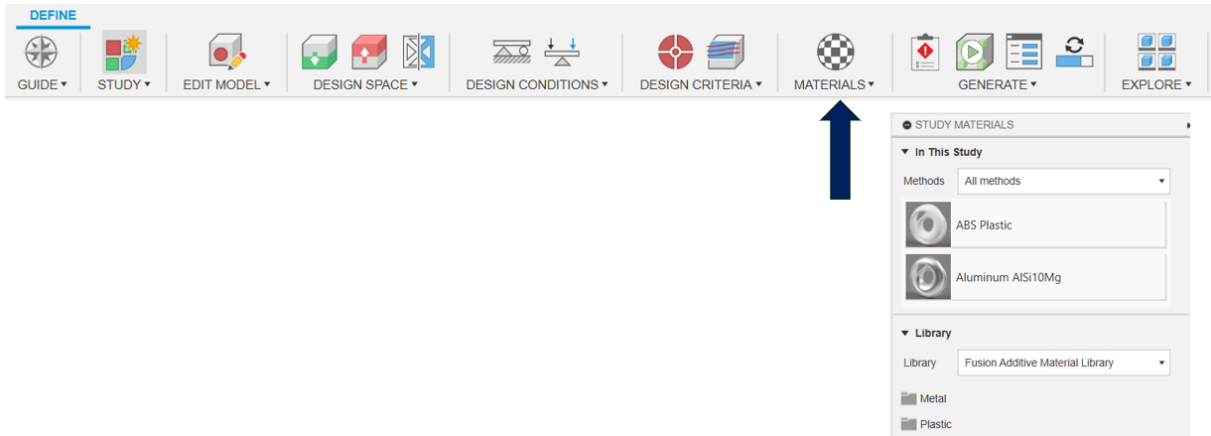 DEFINE
GUIDE▾ STUDY▾ EDIT MODEL▾ DESIGN SPACE▾ DESIGN CONDITIONS▾ DESIGN CRITERIA▾ MATERIALS▾ GENERATE▾ EXPLORE▾
STUDY MATERIALS
In This Study
Methods All methods
ABS Plastic
Aluminum AlSi10Mg
Library
Library Fusion Additive Material Library
Metal
Plastic